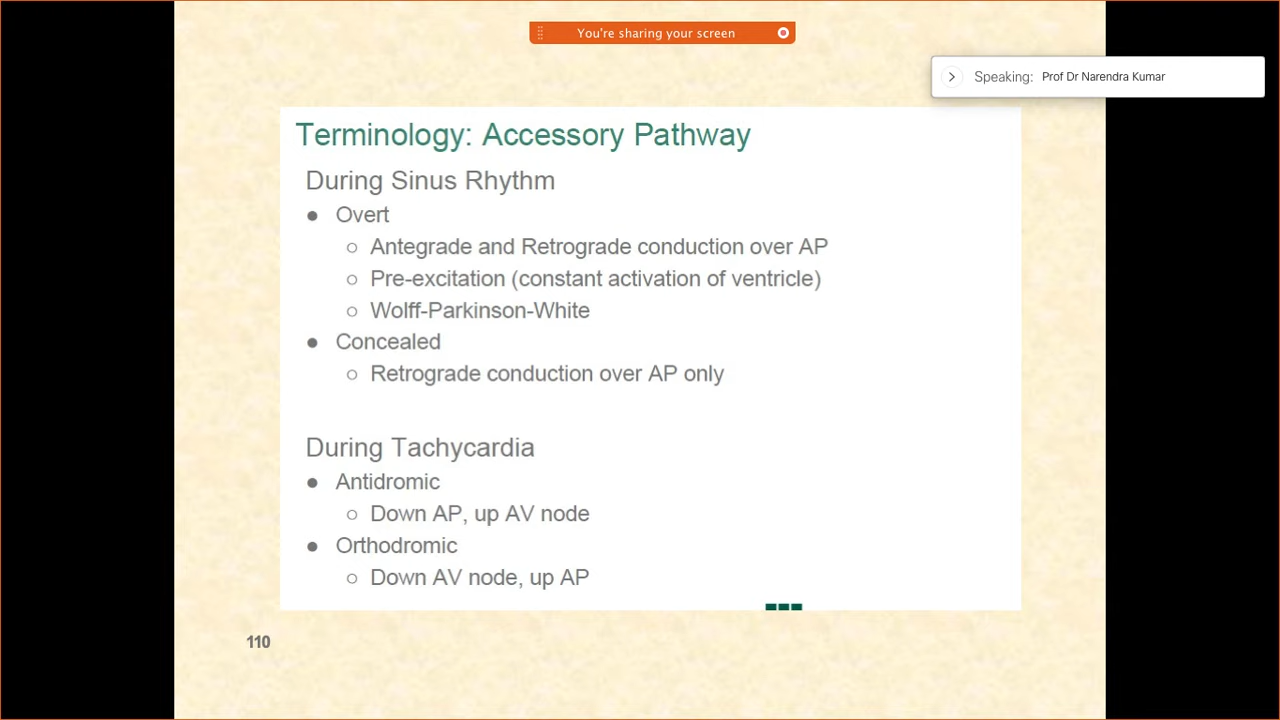 You're sharing your screen
Speaking: Prof Dr Narendra Kumar
Terminology: Accessory Pathway
During Sinus Rhythm
● Overt
○ Antegrade and Retrograde conduction over AP
○ Pre-excitation (constant activation of ventricle)
○ Wolff-Parkinson-White
● Concealed
○ Retrograde conduction over AP only
During Tachycardia
● Antidromic
○ Down AP, up AV node
● Orthodromic
○ Down AV node, up AP
110